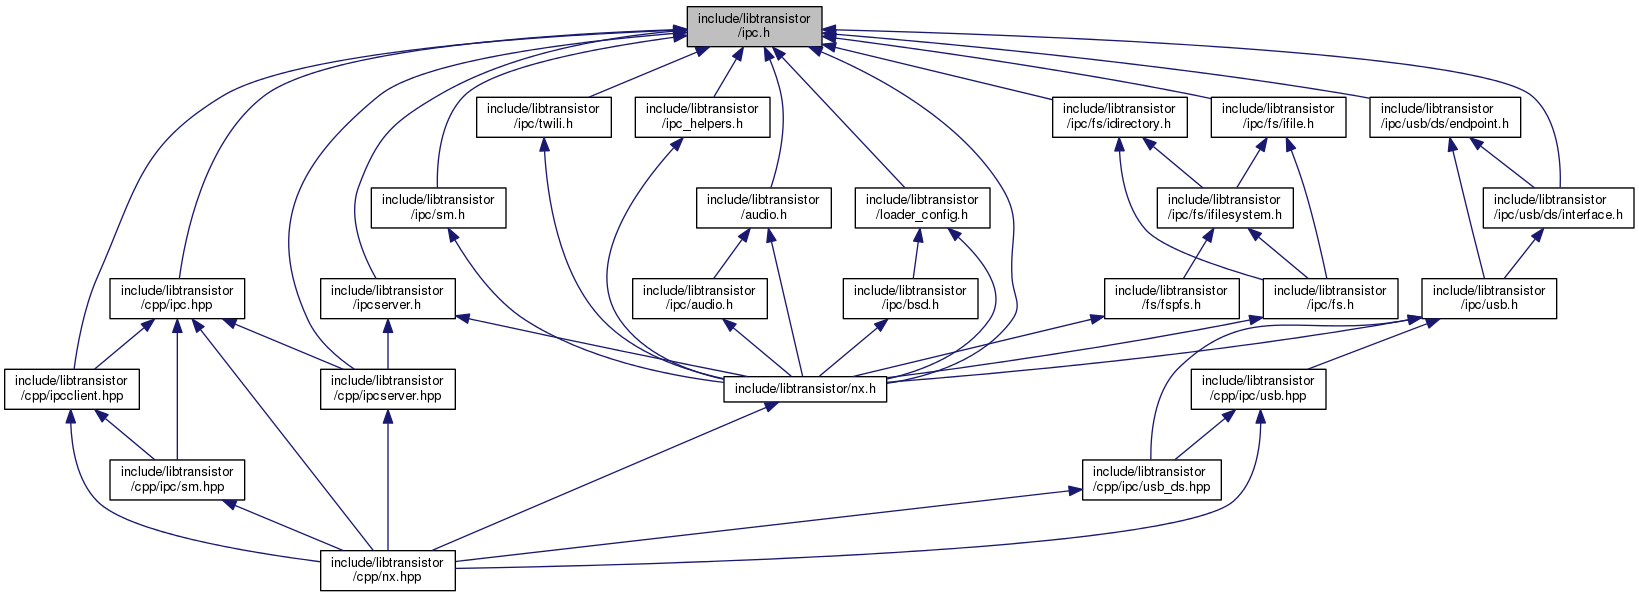 include/libtransistor
/ipc.h
include/libtransistor
/ipc/twili.h
include/libtransistor
/ipc_helpers.h
include/libtransistor
/ipc/fs/idirectory.h
include/libtransistor
/ipc/fs/ifile.h
include/libtransistor
/ipc/usb/ds/endpoint.h
include/libtransistor
/ipc/sm.h
include/libtransistor
/audio.h
include/libtransistor
/loader_config.h
include/libtransistor
/ipc/fs/ifilesystem.h
include/libtransistor
/ipc/usb/ds/interface.h
include/libtransistor
/cpp/ipc.hpp
include/libtransistor
/ipcserver.h
include/libtransistor
/ipc/audio.h
include/libtransistor
/ipc/bsd.h
include/libtransistor
/fs/fspfs.h
include/libtransistor
/ipc/fs.h
include/libtransistor
/ipc/usb.h
include/libtransistor
/cpp/ipcclient.hpp
include/libtransistor
/cpp/ipcserver.hpp
include/libtransistor/nx.h
include/libtransistor
/cpp/ipc/usb.hpp
include/libtransistor
/cpp/ipc/sm.hpp
include/libtransistor
/cpp/ipc/usb_ds.hpp
include/libtransistor
/cpp/nx.hpp